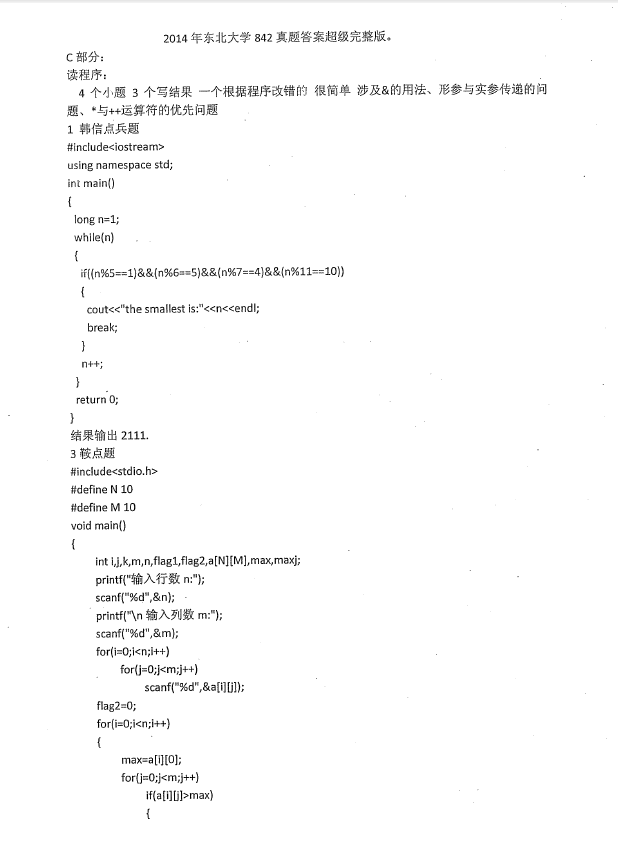 2014 年东北大学 842 真题答案超级完整版。
C 部分：
读程序：
4 个小题 3 个写结果 一个根据程序改错的 很简单 涉及&的用法、形参与实参传递的问
题、*与++运算符的优先问题
1 韩信点兵题
#include<iostream>
using namespace std;
int main()
{
long n=1;
while(n)
{
if((n%5==1)&&(n%6==5)&&(n%7==4)&&(n%11==10))
{
cout<<"the smallest is:"<<n<<endl;
break;
}
n++;
}
return 0;
}
结果输出 2111.
3 鞍点题
#include<stdio.h>
#define N 10
#define M 10
void main()
{
int i,j,k,m,n,flag1,flag2,a[N][M],max,maxj;
printf("输入行数 n:");
scanf("%d",&n);
printf("\n 输入列数 m:");
scanf("%d",&m);
for(i=0;i<n;i++)
for(j=0;j<m;j++)
scanf("%d",&a[i][j]);
flag2=0;
for(i=0;i<n;i++)
{
max=a[i][0];
for(j=0;j<m;j++)
if(a[i][j]>max)
{